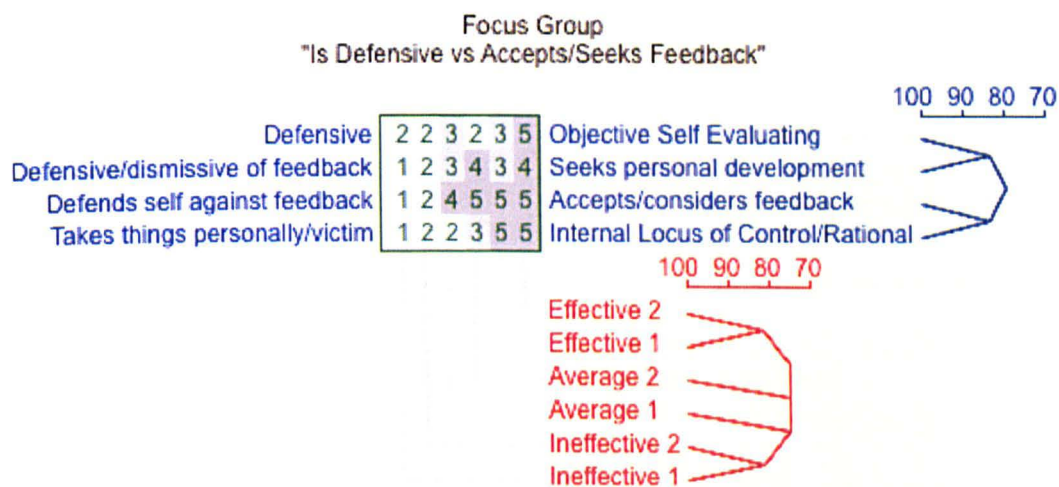 Focus Group
"Is Defensive vs Accepts/Seeks Feedback"
100 90 80 70
Defensive 2 2 3 2 3 5 Objective Self Evaluating
Defensive/dismissive of feedback 1 2 3 4 3 4 Seeks personal development
Defends self against feedback 1 2 4 5 5 5 Accepts/considers feedback
Takes things personally/victim 1 2 2 3 5 5 Internal Locus of Control/Rational
100 90 80 70
Effective 2
Effective 1
Average 2
Average 1
Ineffective 2
Ineffective 1